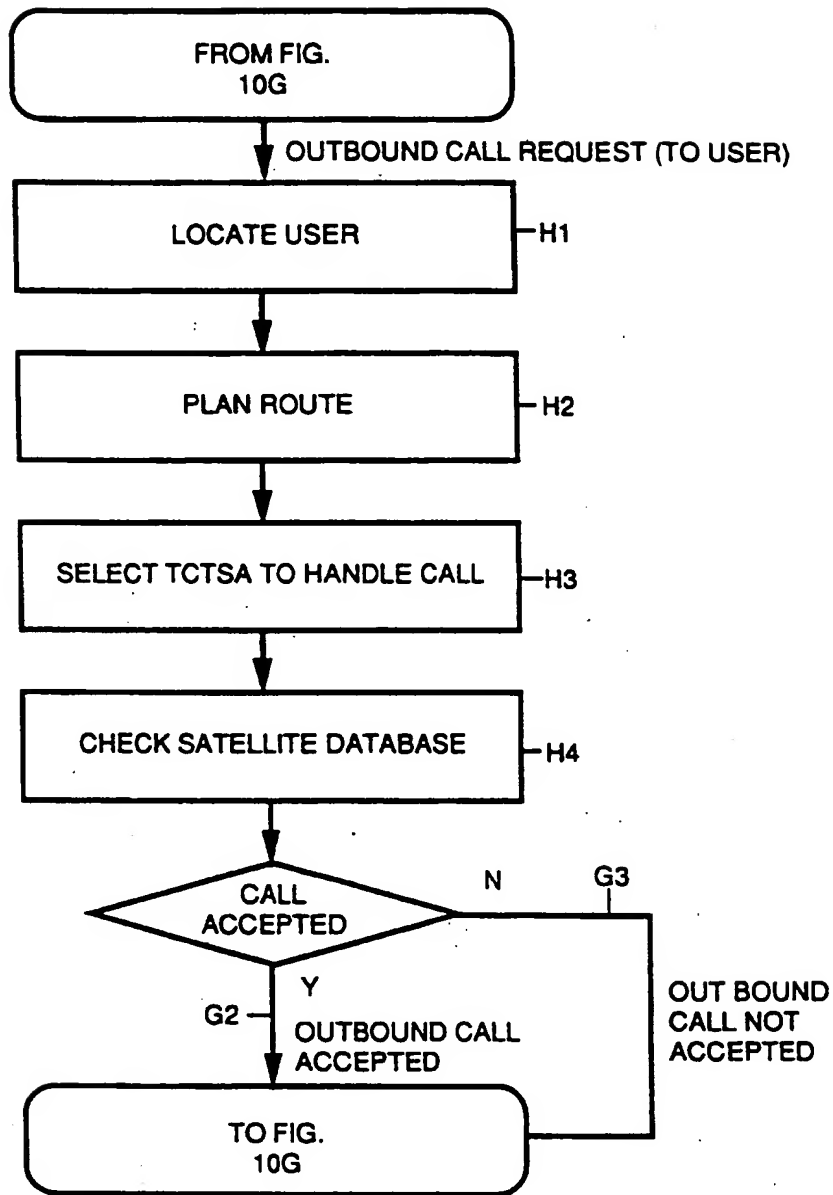 FROM FIG.
10G
OUTBOUND CALL REQUEST (TO USER)
LOCATE USER
H1
PLAN ROUTE
H2
SELECT TCTSA TO HANDLE CALL
H3
CHECK SATELLITE DATABASE
H4
CALL
ACCEPTED
N
G3
Y
G2
OUTBOUND CALL
ACCEPTED
OUT BOUND
CALL NOT
ACCEPTED
TO FIG.
10G